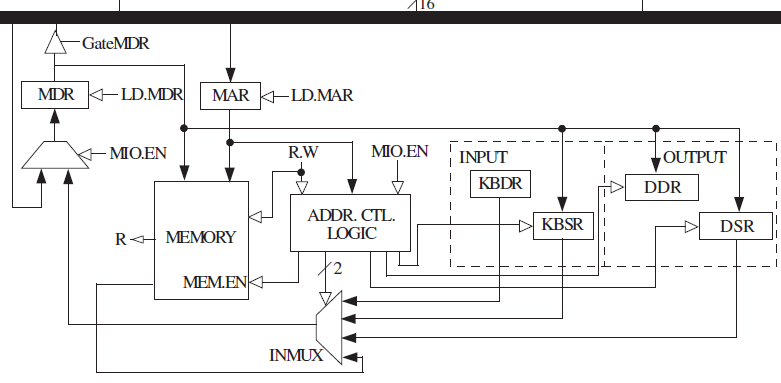 16
GateMDR
MDR
LD.MDR
MAR
LD.MAR
MIO.EN
R.W
MIO.EN
INPUT
OUTPUT
KBDR
DDR
ADDR. CTL.
LOGIC
KBSR
DSR
R
MEMORY
MEM.EN
2
INMUX